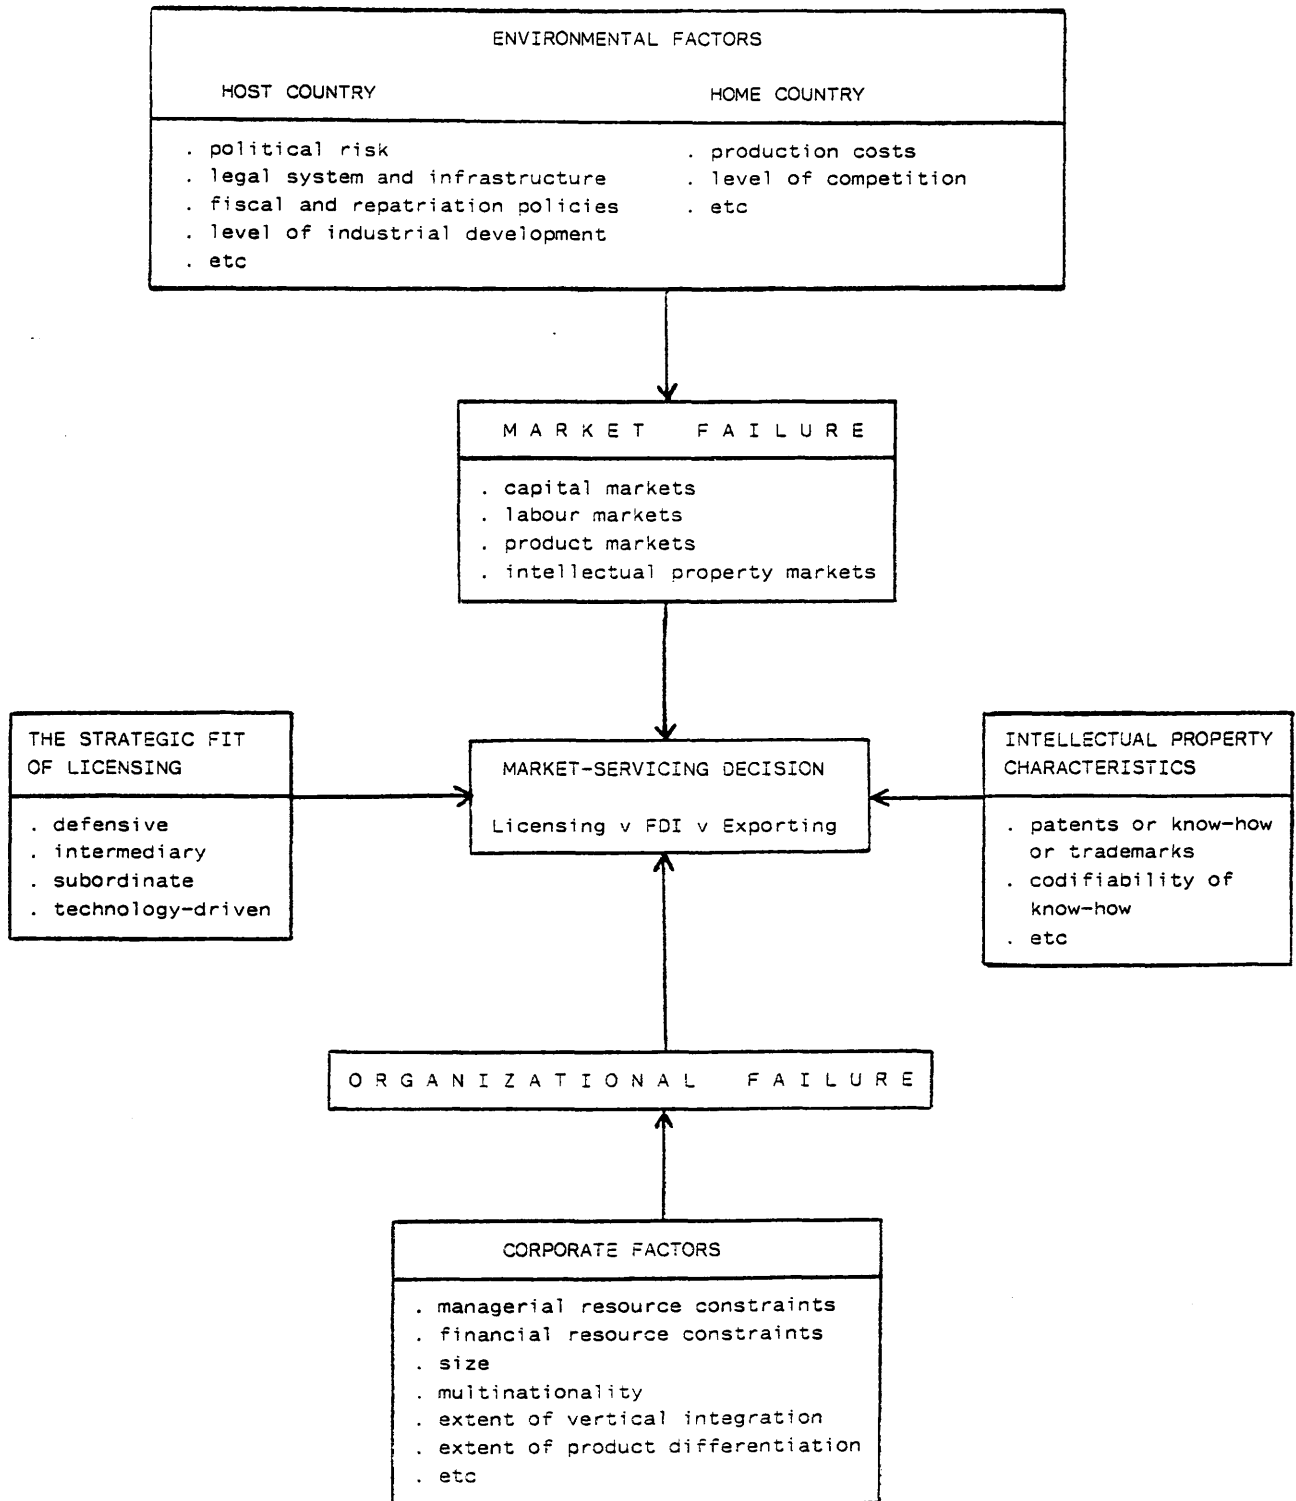 ENVIRONMENTAL FACTORS
HOST COUNTRY
. political risk
. legal system and infrastructure
. fiscal and repatriation policies
. level of industrial development
. etc
HOME COUNTRY
. production costs
. level of competition
. etc
MARKET FAILURE
. capital markets
. labour markets
. product markets
. intellectual property markets
THE STRATEGIC FIT
OF LICENSING
. defensive
. intermediary
. subordinate
. technology-driven
MARKET-SERVICING DECISION
Licensing v FDI v Exporting
INTELLECTUAL PROPERTY
CHARACTERISTICS
. patents or know-how
or trademarks
. codifiability of
know-how
. etc
ORGANIZATIONAL FAILURE
CORPORATE FACTORS
. managerial resource constraints
. financial resource constraints
. size
. multinationality
. extent of vertical integration
. extent of product differentiation
. etc